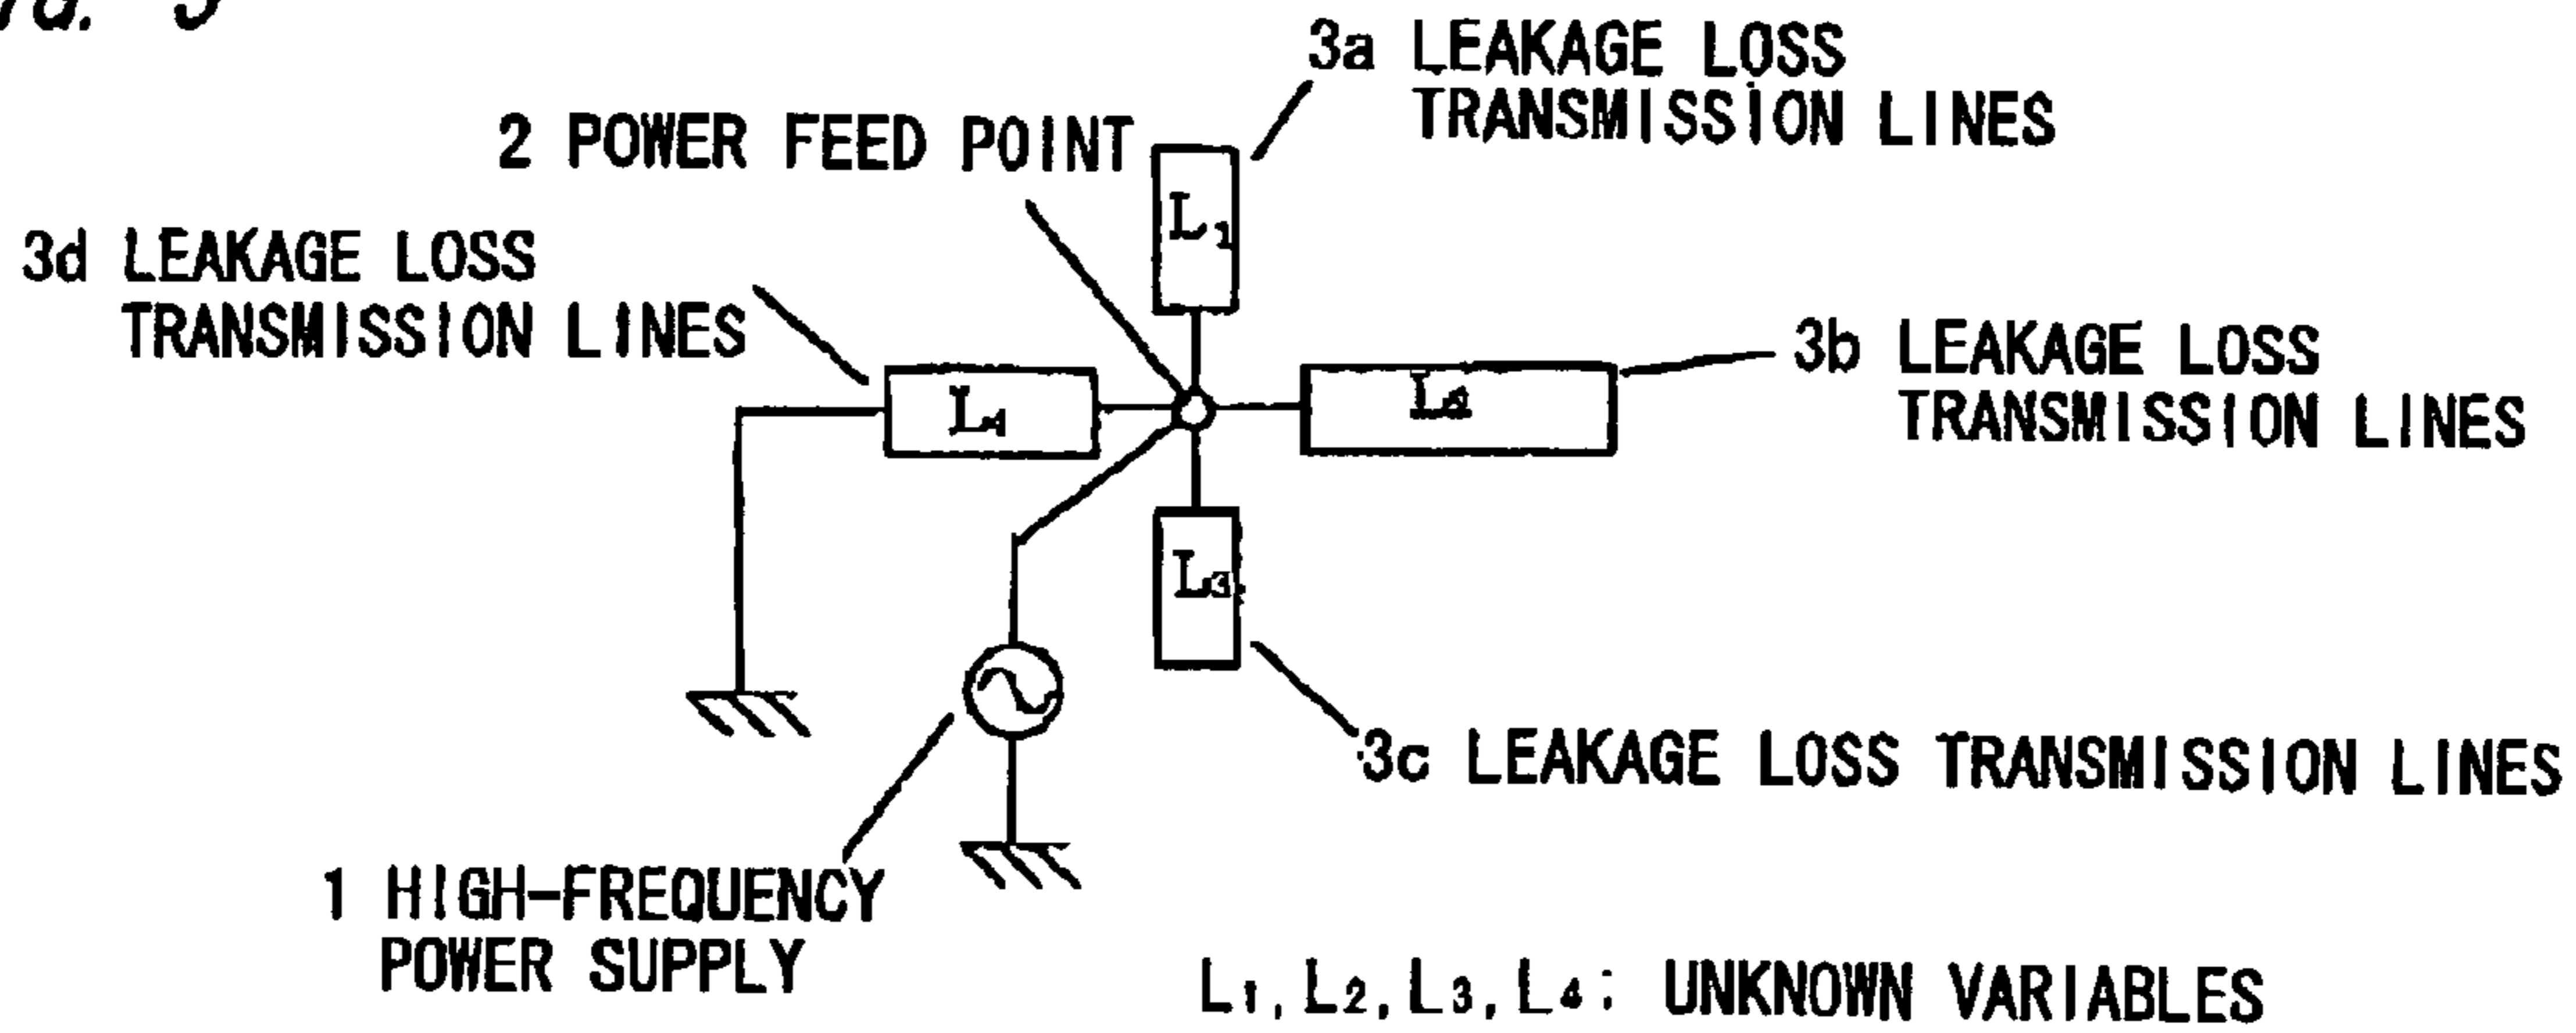 3a LEAKAGE LOSS
TRANSMISSION LINES
2 POWER FEED POINT
L1
3d LEAKAGE LOSS
TRANSMISSION LINES
3b LEAKAGE LOSS
TRANSMISSION LINES
L4
L3
3c LEAKAGE LOSS TRANSMISSION LINES
1 HIGH-FREQUENCY
POWER SUPPLY
L1, L2, L3, L4: UNKNOWN VARIABLES